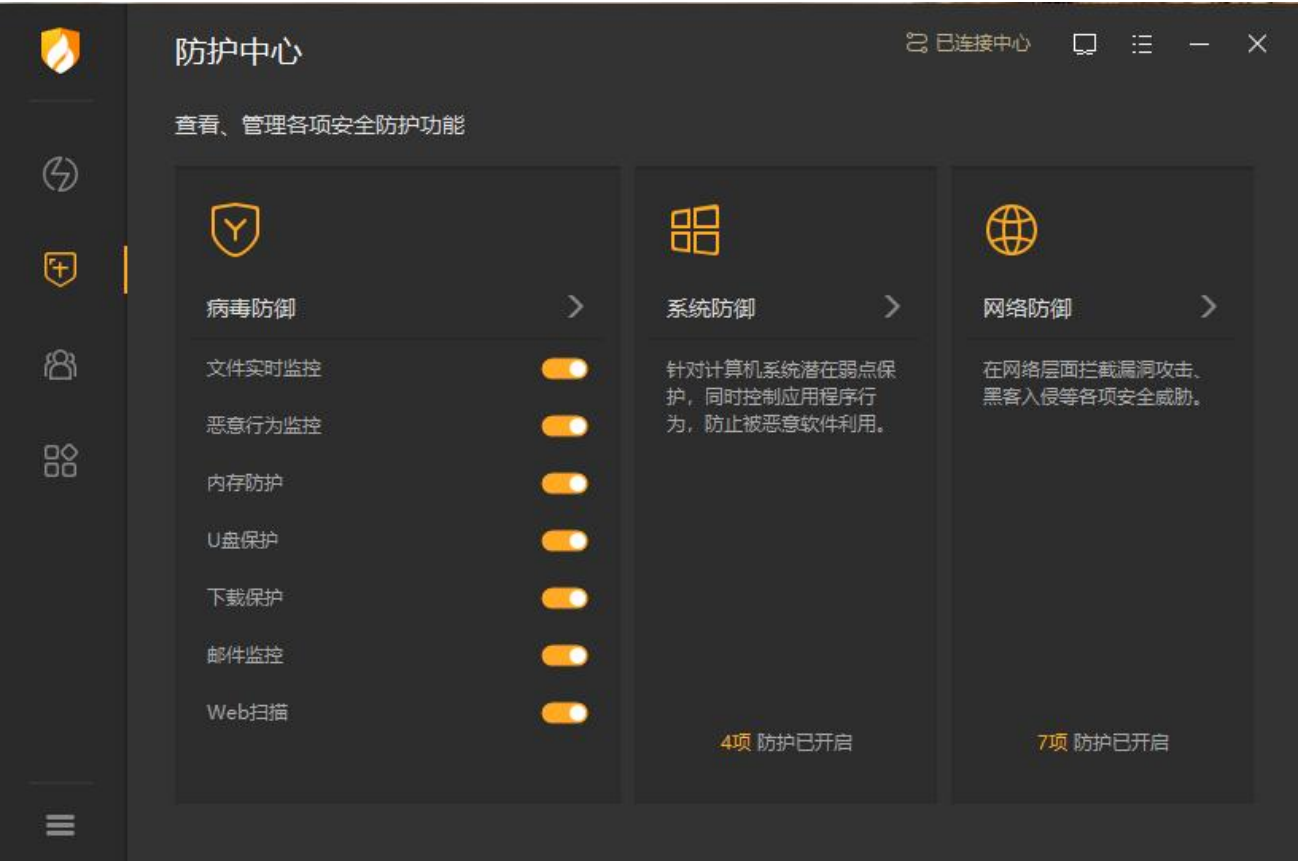 防护中心
已连接中心
查看、管理各项安全防护功能
病毒防御
文件实时监控
恶意行为监控
内存防护
U盘保护
下载保护
邮件监控
Web扫描
系统防御
针对计算机系统潜在弱点保
护，同时控制应用程序行
为，防止被恶意软件利用。
4项 防护已开启
网络防御
在网络层面拦截漏洞攻击、
黑客入侵等各项安全威胁。
7项 防护已开启